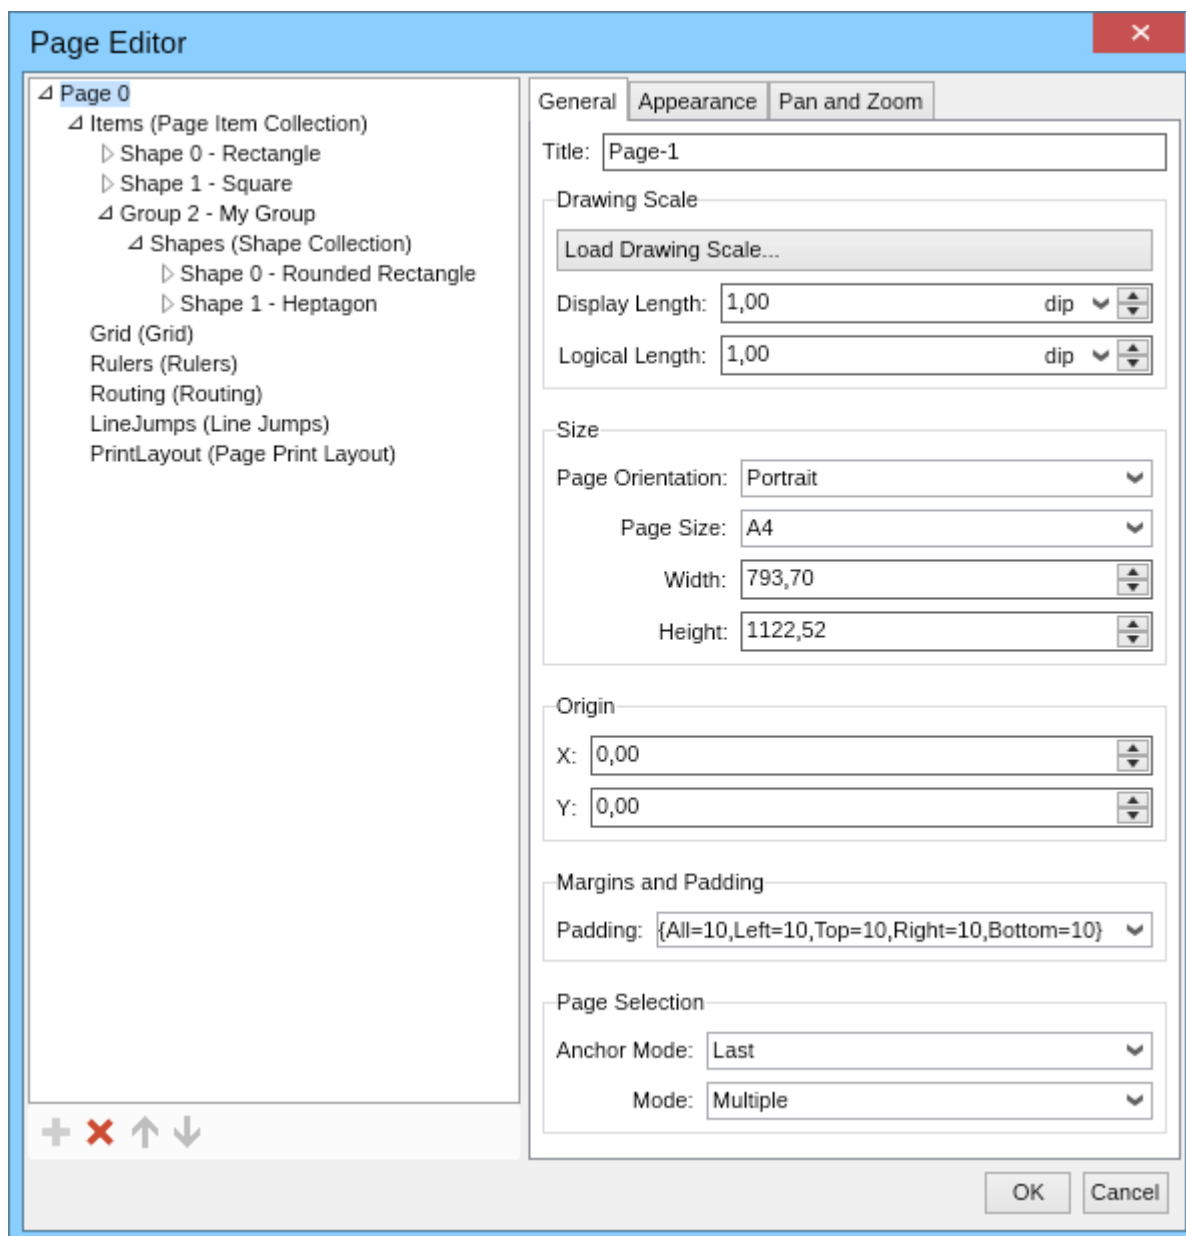 Page Editor
Page 0
Items (Page Item Collection)
Shape 0 - Rectangle
Shape 1 - Square
Group 2 - My Group
Shapes (Shape Collection)
Shape 0 - Rounded Rectangle
Shape 1 - Heptagon
Grid (Grid)
Rulers (Rulers)
Routing (Routing)
LineJumps (Line Jumps)
PrintLayout (Page Print Layout)
General Appearance Pan and Zoom
Title: Page-1
Drawing Scale
Load Drawing Scale...
Display Length: 1,00 dip
Logical Length: 1,00 dip
Size
Page Orientation: Portrait
Page Size: A4
Width: 793,70
Height: 1122,52
Origin
X: 0,00
Y: 0,00
Margins and Padding
Padding: {All=10,Left=10,Top=10,Right=10,Bottom=10}
Page Selection
Anchor Mode: Last
Mode: Multiple
OK Cancel